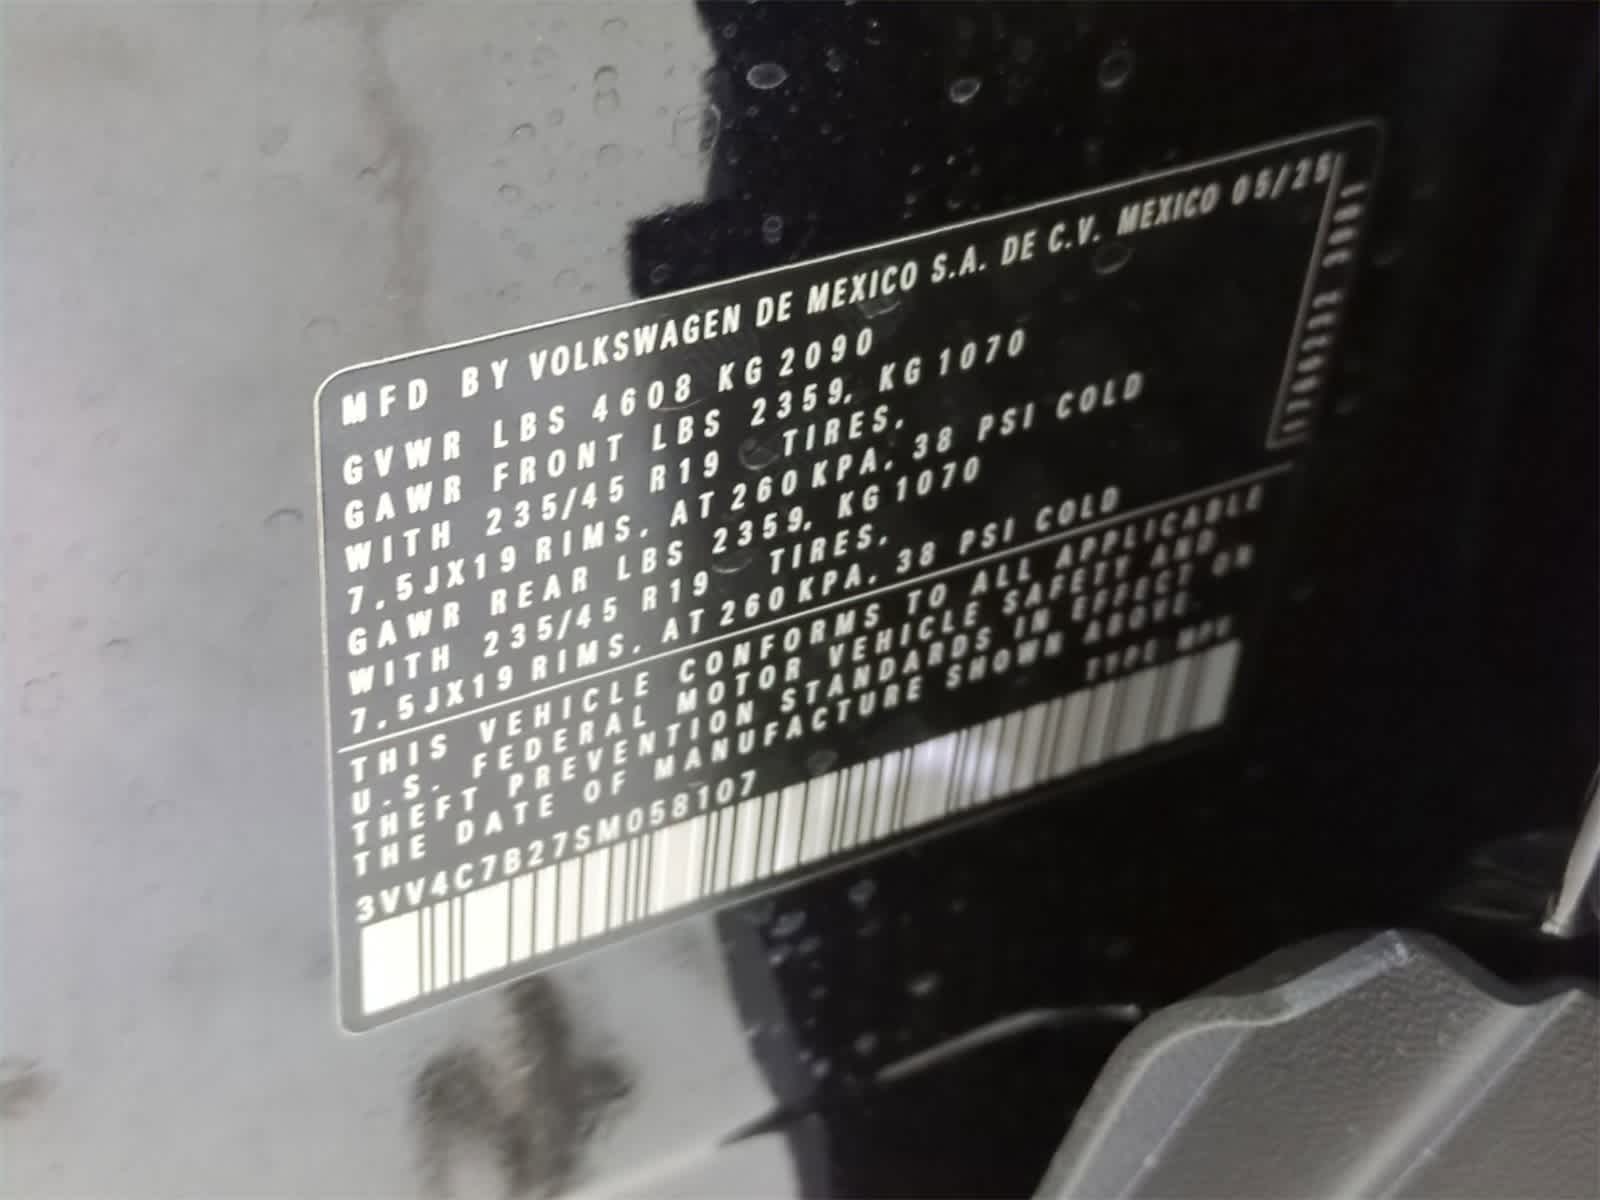 MFD BY VOLKSWAGEN DE MEXICO S.A. DE C.V. MEXICO 05/25
GVWR LBS 4608 KG 2090
GAWR FRONT LBS 2359, KG 1070
WITH 235/45 R19 TIRES,
7.5JX19 RIMS, AT 260 KPA, 38 PSI COLD
GAWR REAR LBS 2359, KG 1070
WITH 235/45 R19 TIRES,
7.5JX19 RIMS, AT 260 KPA, 38 PSI COLD
THIS VEHICLE CONFORMS TO ALL APPLICABLE
U.S. FEDERAL MOTOR VEHICLE SAFETY AND
THEFT PREVENTION STANDARDS IN EFFECT ON
THE DATE OF MANUFACTURE SHOWN ABOVE.
3VV4C7B27SM058107 TYPE MPV